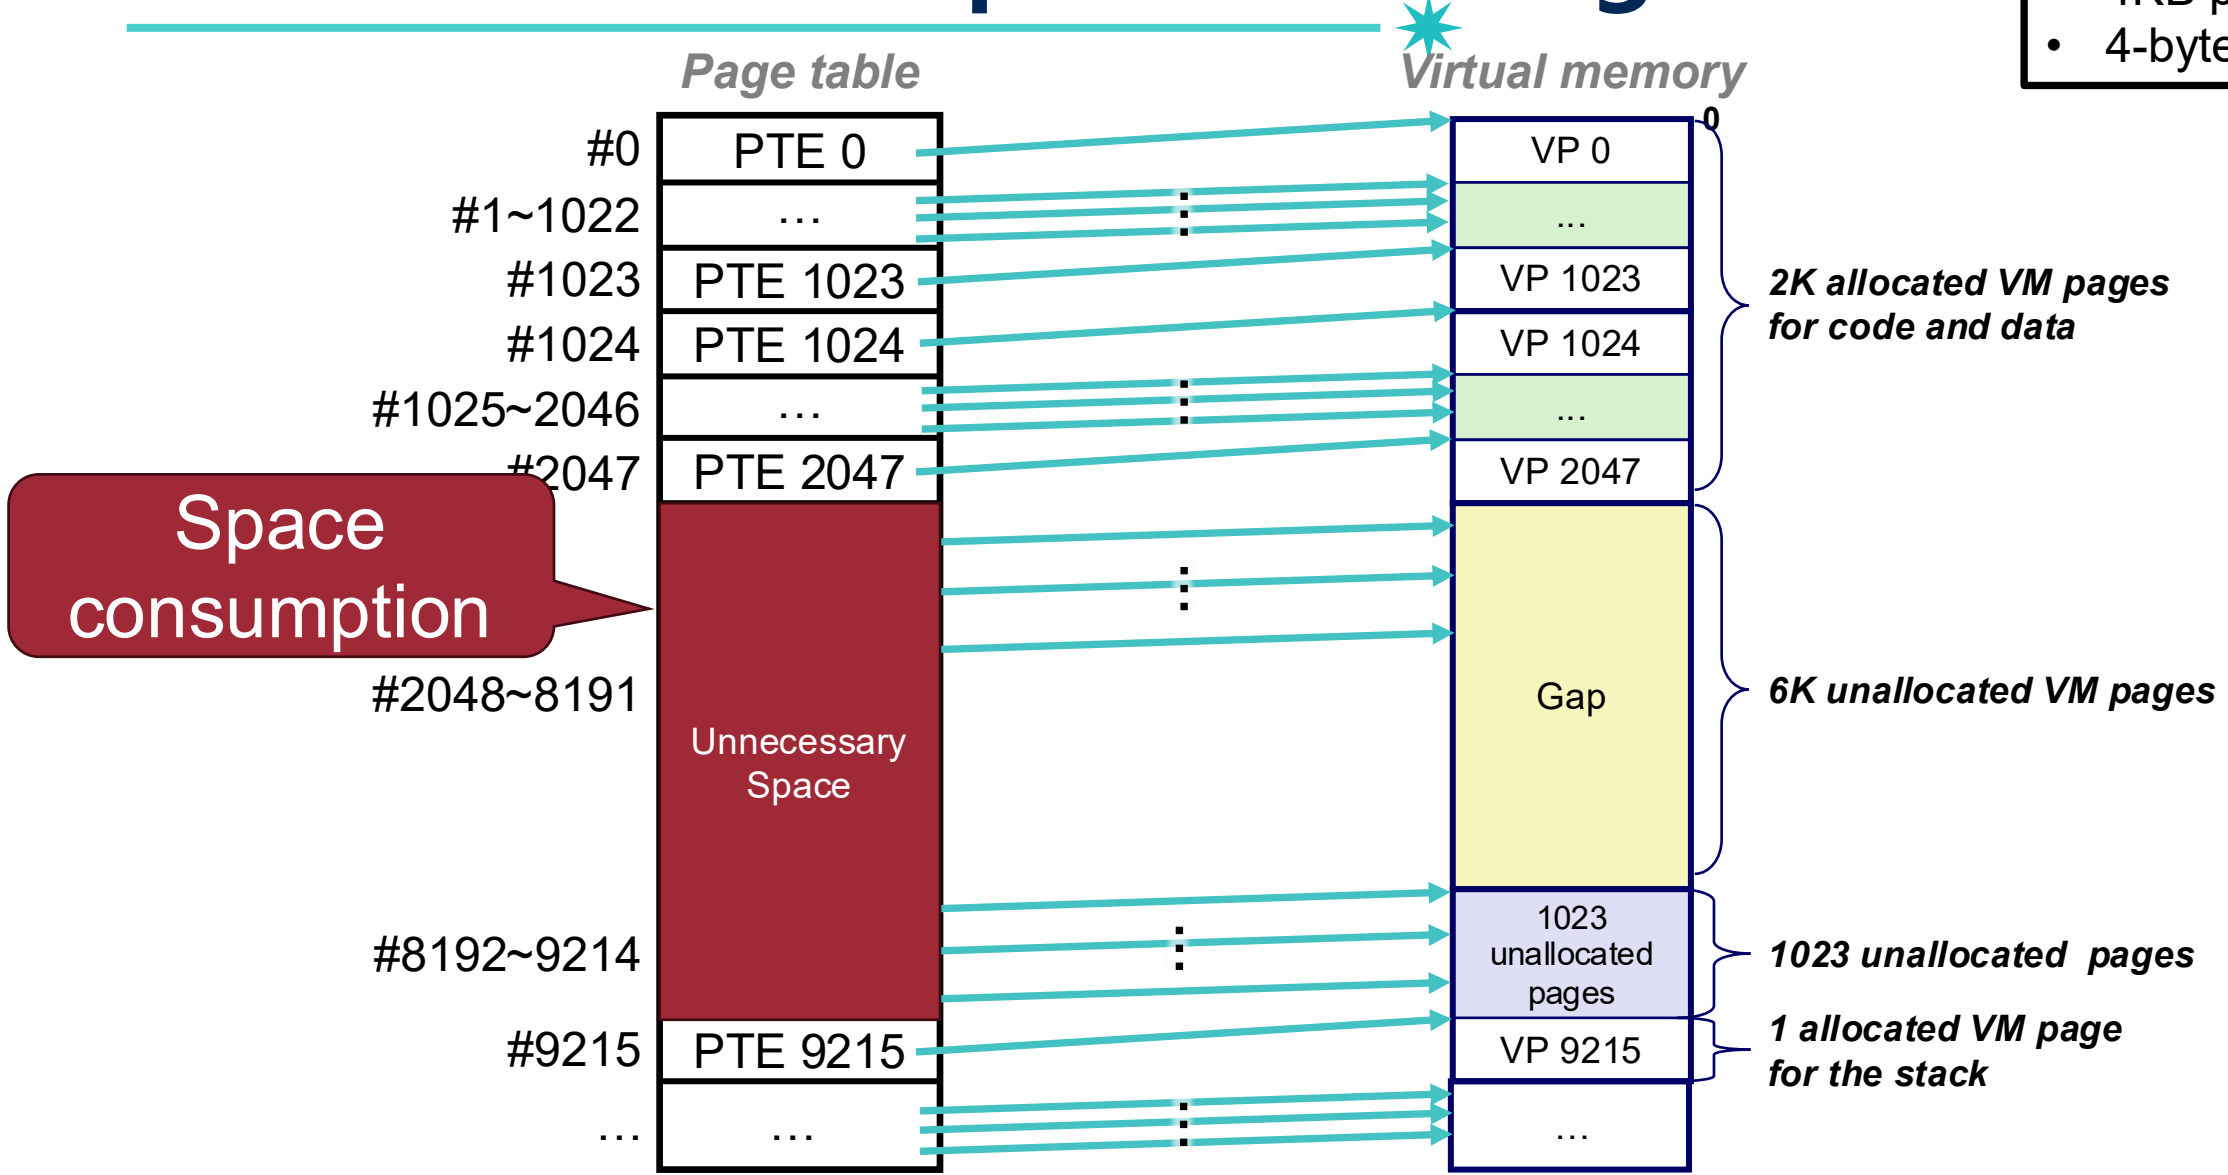 • 4-byte
Page table
Virtual memory
0
#0
PTE 0
VP 0
#1~1022
...
...
#1023
PTE 1023
VP 1023
#1024
PTE 1024
VP 1024
#1025~2046
...
...
#2047
PTE 2047
VP 2047
2K allocated VM pages
for code and data
Space
consumption
#2048~8191
Unnecessary
Space
Gap
6K unallocated VM pages
#8192~9214
1023
unallocated
pages
1023 unallocated pages
#9215
PTE 9215
VP 9215
1 allocated VM page
for the stack
...
...
...